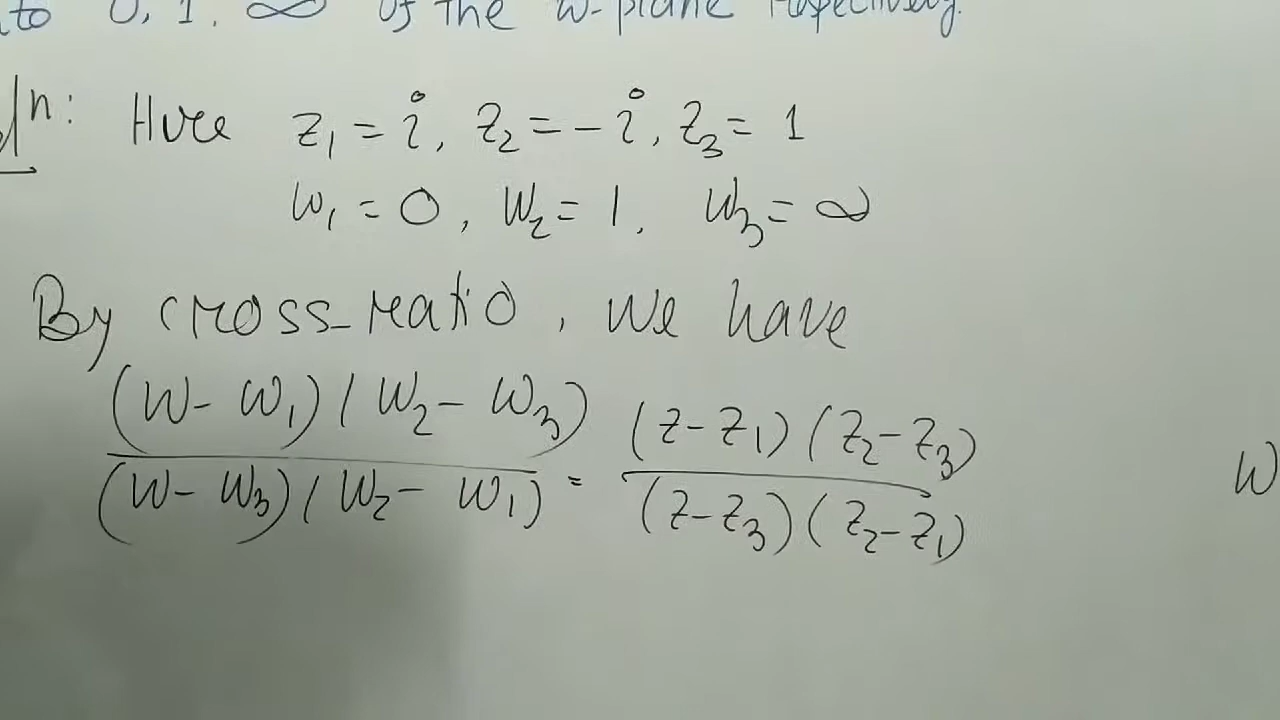 to 0, 1, ∞ of the w-plane respectively.
ln: Here z₁ = i, z₂ = - i, z₃ = 1
w₁ = 0, w₂ = 1, w₃ = ∞
By cross-ratio, we have
(w - w₁) (w₂ - w₃) / (w - w₃) (w₂ - w₁) = (z - z₁) (z₂ - z₃) / (z - z₃) (z₂ - z₁)
w